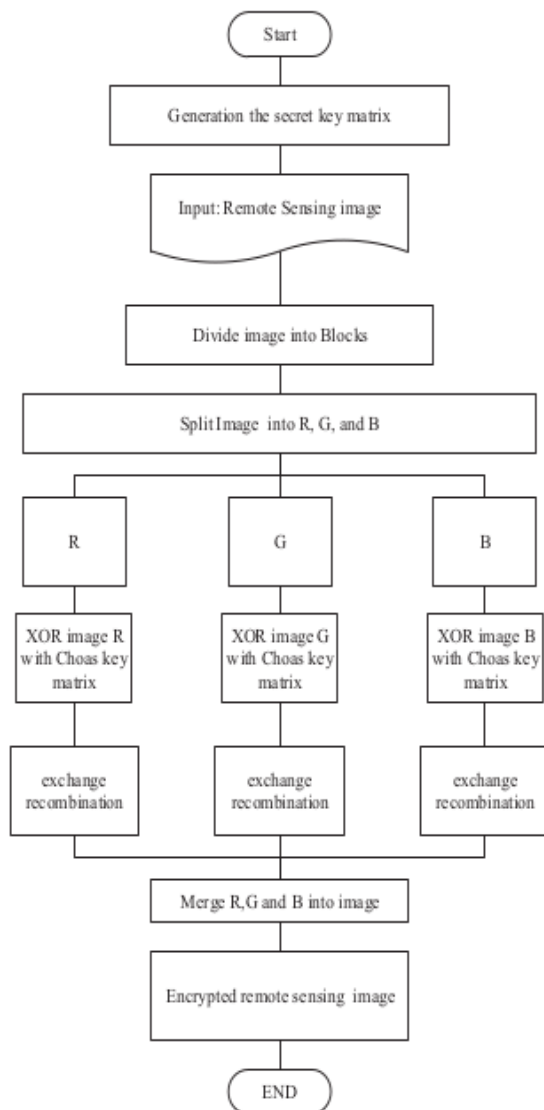 Start
Generation the secret key matrix
Input: Remote Sensing image
Divide image into Blocks
Split Image into R, G, and B
R
G
B
XOR image R
with Choas key
matrix
XOR image G
with Choas key
matrix
XOR image B
with Choas key
matrix
exchange
recombination
exchange
recombination
exchange
recombination
Merge R,G and B into image
Encrypted remote sensing image
END